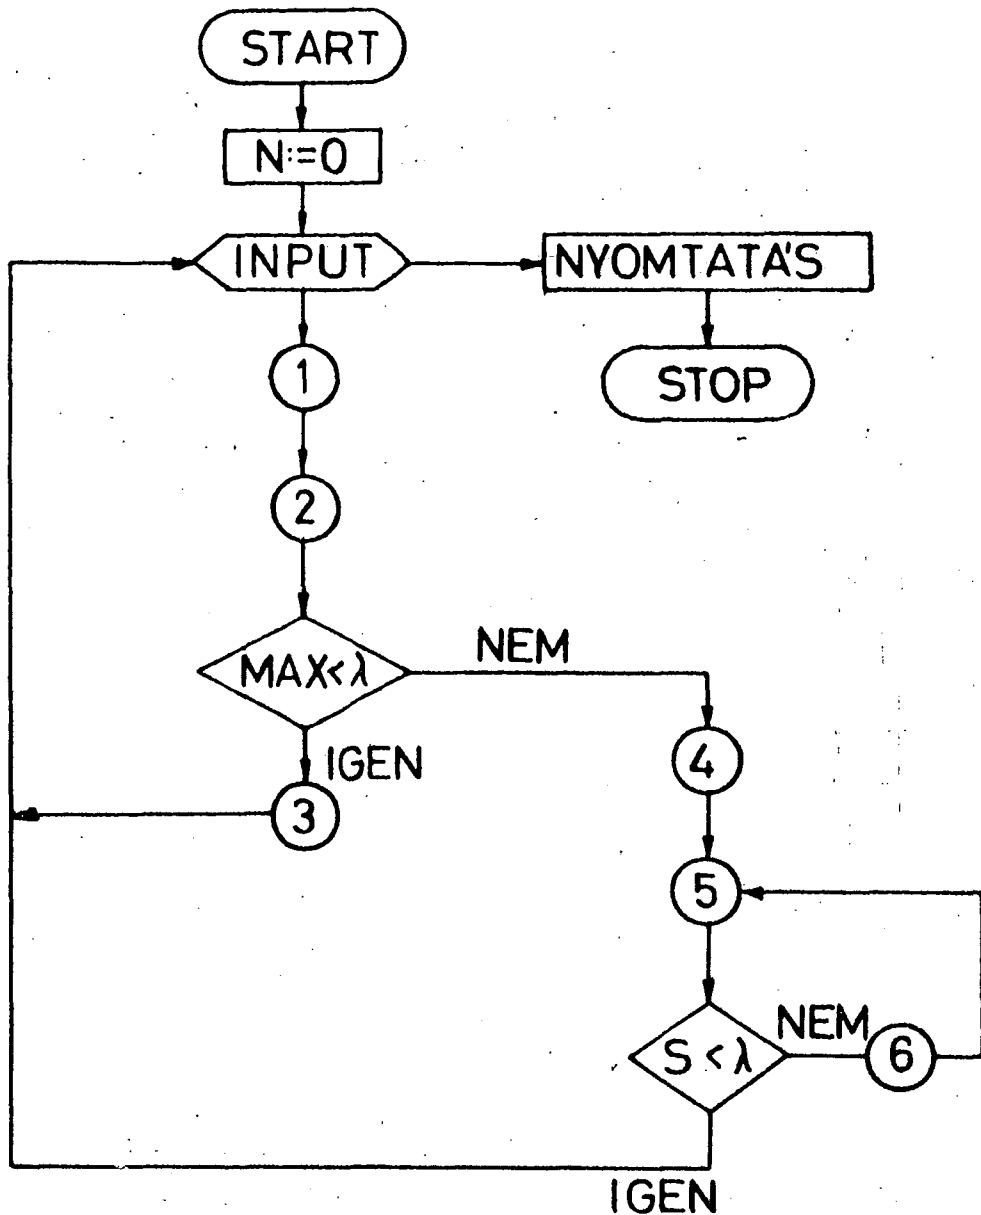 START
N:=0
INPUT
NYOMTATA'S
1
STOP
2
MAX<λ
NEM
IGEN
4
3
5
S<λ
NEM
6
IGEN